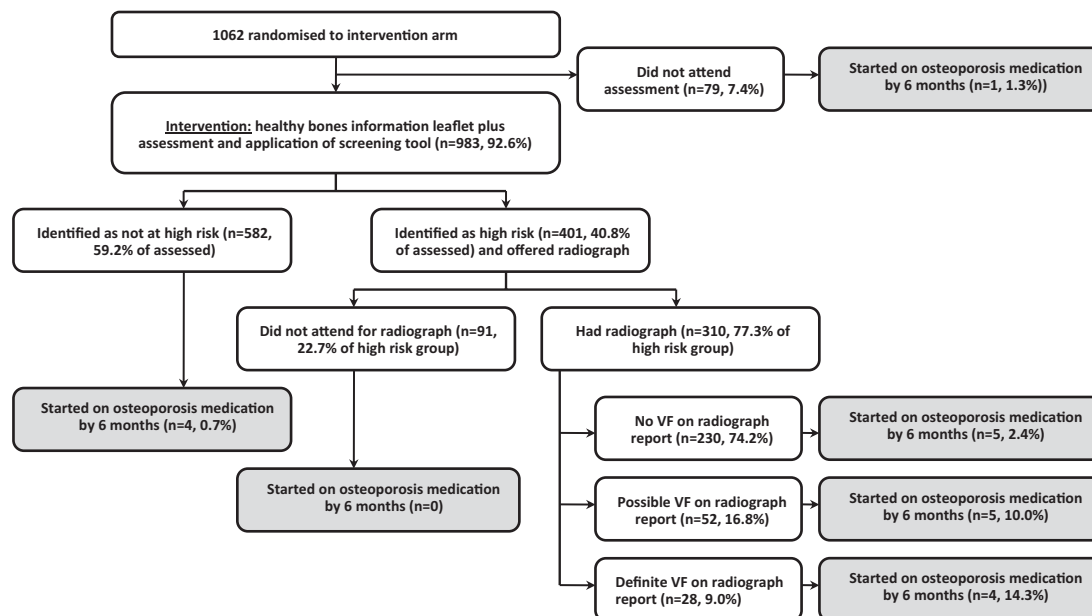 1062 randomised to intervention arm
Did not attend
assessment (n=79, 7.4%)
Started on osteoporosis medication
by 6 months (n=1, 1.3%))
Intervention: healthy bones information leaflet plus
assessment and application of screening tool (n=983, 92.6%)
Identified as not at high risk (n=582,
59.2% of assessed)
Identified as high risk (n=401, 40.8%
of assessed) and offered radiograph
Did not attend for radiograph (n=91,
22.7% of high risk group)
Had radiograph (n=310, 77.3% of
high risk group)
Started on osteoporosis medication
by 6 months (n=4, 0.7%)
Started on osteoporosis medication
by 6 months (n=0)
No VF on radiograph
report (n=230, 74.2%)
Started on osteoporosis medication
by 6 months (n=5, 2.4%)
Possible VF on radiograph
report (n=52, 16.8%)
Started on osteoporosis medication
by 6 months (n=5, 10.0%)
Definite VF on radiograph
report (n=28, 9.0%)
Started on osteoporosis medication
by 6 months (n=4, 14.3%)